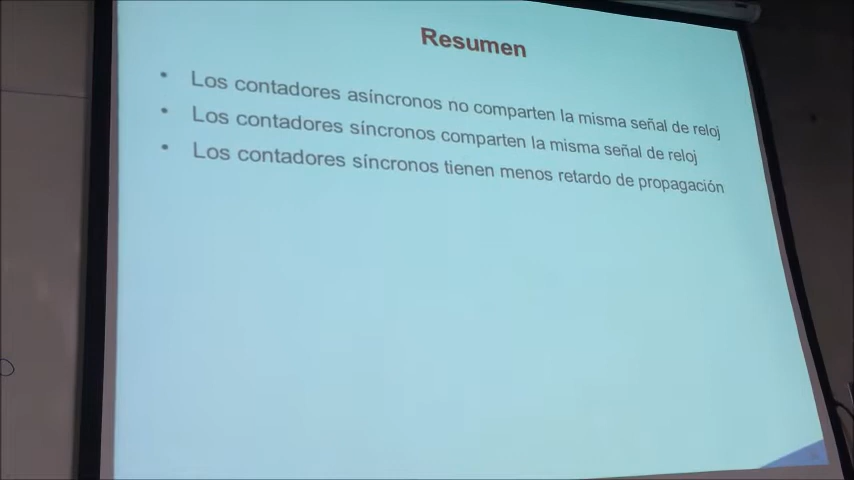 Resumen
• Los contadores asíncronos no comparten la misma señal de reloj
• Los contadores síncronos comparten la misma señal de reloj
• Los contadores síncronos tienen menos retardo de propagación